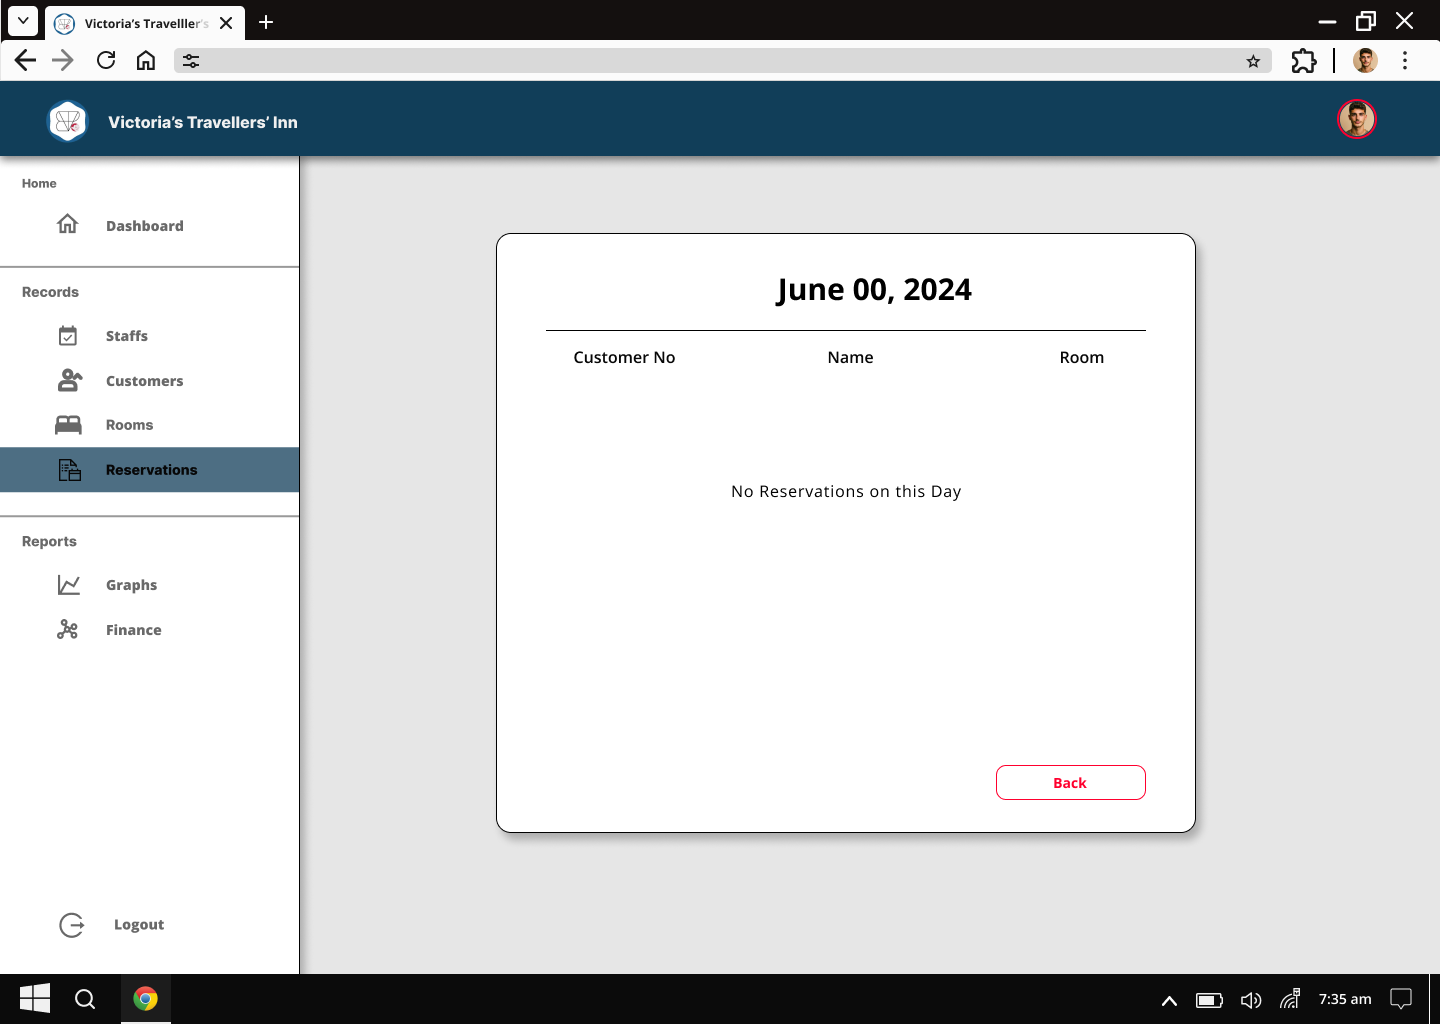 Victoria's Travelller's
Victoria's Travellers' Inn
Home
Dashboard
Records
Staffs
Customers
Rooms
Reservations
Reports
Graphs
Finance
Logout
June 00, 2024
Customer No Name Room
No Reservations on this Day
Back
7:35 am